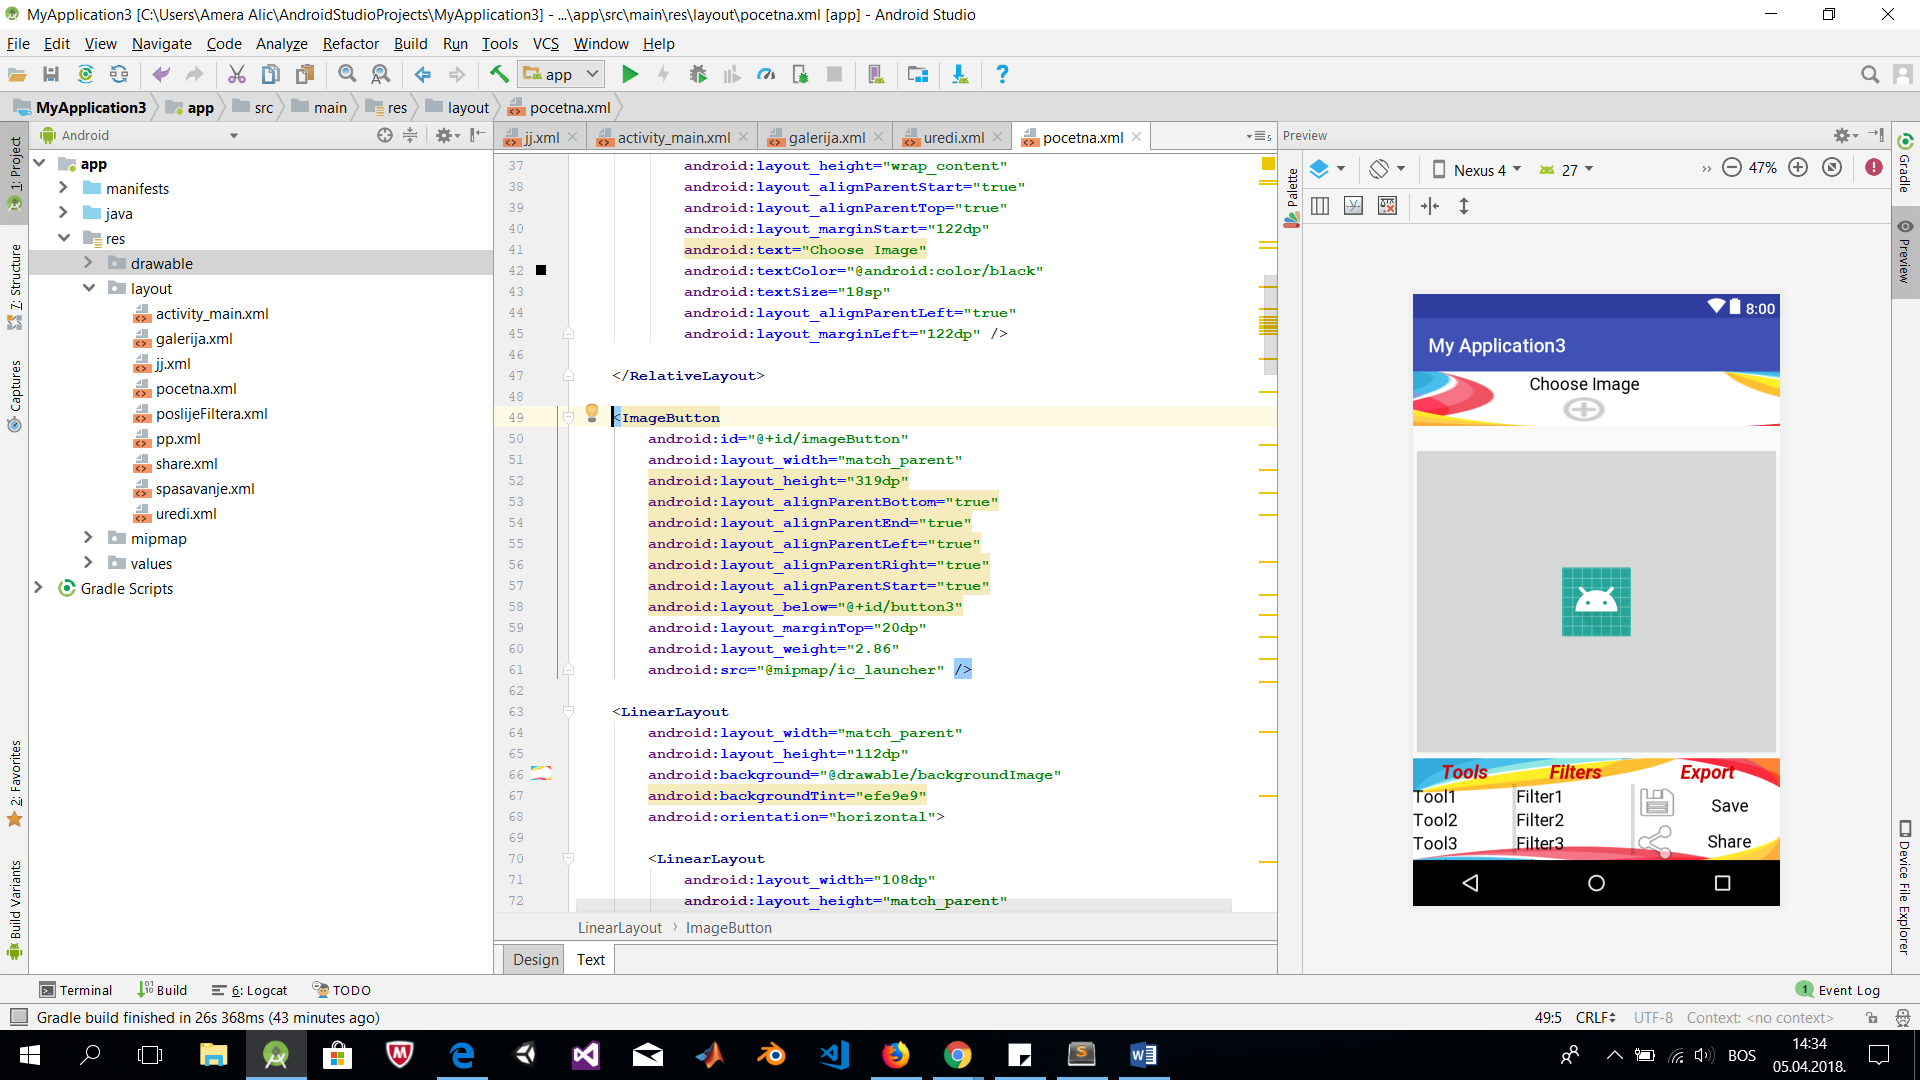 MyApplication3 [C:\Users\Amera Alic\AndroidStudioProjects\MyApplication3] - ...\app\src\main\res\layout\pocetna.xml [app] - Android Studio
File Edit View Navigate Code Analyze Refactor Build Run Tools VCS Window Help
app
MyApplication3 app src main res layout pocetna.xml
1: Project
7: Structure
Captures
2: Favorites
Build Variants
Android
app
manifests
java
res
drawable
layout
activity_main.xml
galerija.xml
jj.xml
pocetna.xml
poslijeFiltera.xml
pp.xml
share.xml
spasavanje.xml
uredi.xml
mipmap
values
Gradle Scripts
jj.xml activity_main.xml galerija.xml uredi.xml pocetna.xml
37 android:layout_height="wrap_content"
38 android:layout_alignParentStart="true"
39 android:layout_alignParentTop="true"
40 android:layout_marginStart="122dp"
41 android:text="Choose Image"
42 android:textColor="@android:color/black"
43 android:textSize="18sp"
44 android:layout_alignParentLeft="true"
45 android:layout_marginLeft="122dp" />
46
47 </RelativeLayout>
48
49 <ImageButton
50 android:id="@+id/imageButton"
51 android:layout_width="match_parent"
52 android:layout_height="319dp"
53 android:layout_alignParentBottom="true"
54 android:layout_alignParentEnd="true"
55 android:layout_alignParentLeft="true"
56 android:layout_alignParentRight="true"
57 android:layout_alignParentStart="true"
58 android:layout_below="@+id/button3"
59 android:layout_marginTop="20dp"
60 android:layout_weight="2.86"
61 android:src="@mipmap/ic_launcher" />
62
63 <LinearLayout
64 android:layout_width="match_parent"
65 android:layout_height="112dp"
66 android:background="@drawable/backgroundImage"
67 android:backgroundTint="efe9e9"
68 android:orientation="horizontal">
69
70 <LinearLayout
71 android:layout_width="108dp"
72 android:layout_height="match_parent"
LinearLayout › ImageButton
Design Text
Preview
Palette
Nexus 4 27 » 47%
8:00
My Application3
Choose Image
Tools Filters Export
Tool1 Filter1 Save
Tool2 Filter2
Tool3 Filter3 Share
Gradle
Preview
Device File Explorer
Terminal Build 6: Logcat TODO 1 Event Log
Gradle build finished in 26s 368ms (43 minutes ago) 49:5 CRLF UTF-8 Context: <no context>
BOS 14:34
05.04.2018.